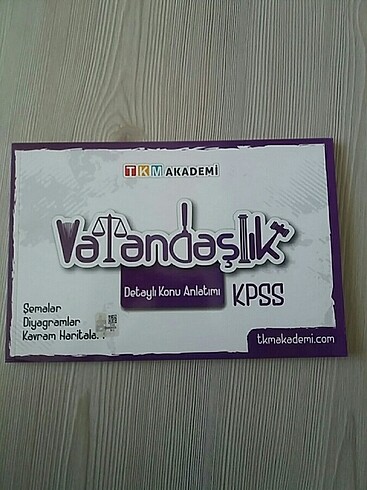 TKM AKADEMİ
Vatandaşlık
Detaylı Konu Anlatımı
KPSS
Şemalar
Diyagramlar
Kavram Haritaları
tkmakademi.com